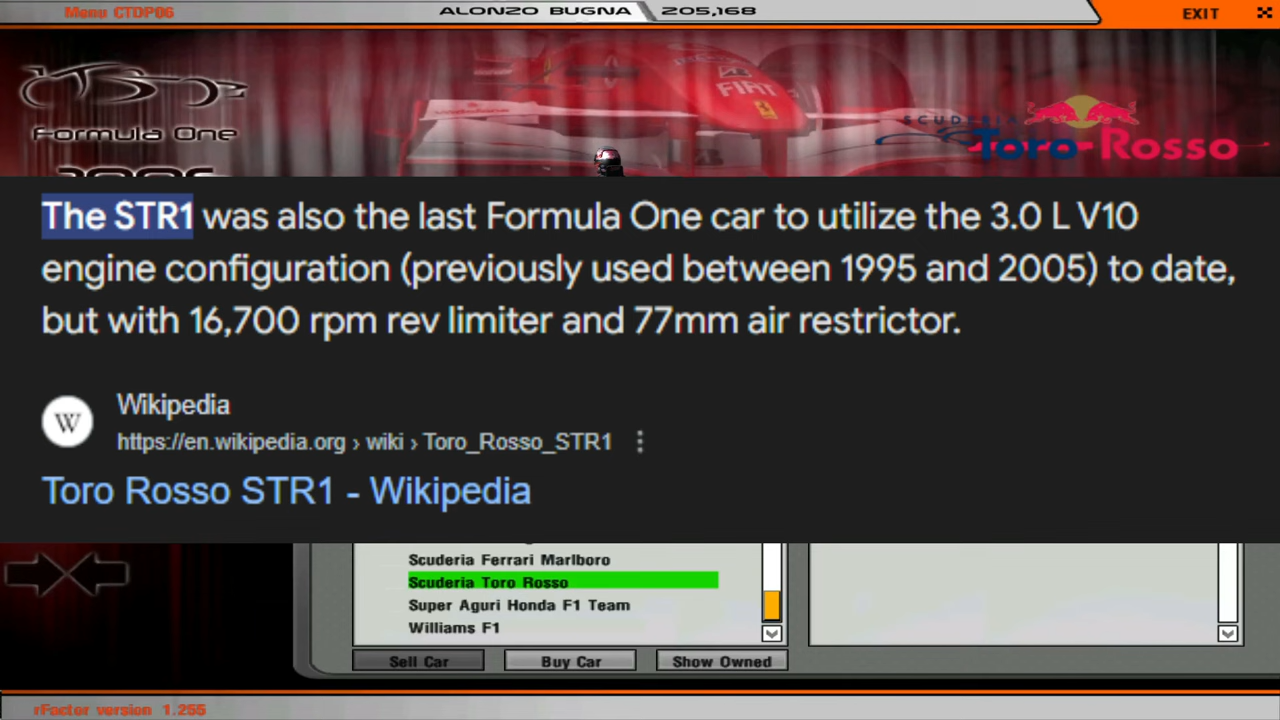 Menu CTDP06
ALONZO BUGNA 205,168
EXIT
FIAT
Formula One
SCUDERIA
Toro Rosso
2006
The STR1 was also the last Formula One car to utilize the 3.0 L V10
engine configuration (previously used between 1995 and 2005) to date,
but with 16,700 rpm rev limiter and 77mm air restrictor.
W
Wikipedia
https://en.wikipedia.org › wiki › Toro_Rosso_STR1
Toro Rosso STR1 - Wikipedia
Scuderia Ferrari Marlboro
Scuderia Toro Rosso
Super Aguri Honda F1 Team
Williams F1
Sell Car
Buy Car
Show Owned
rFactor version 1.255